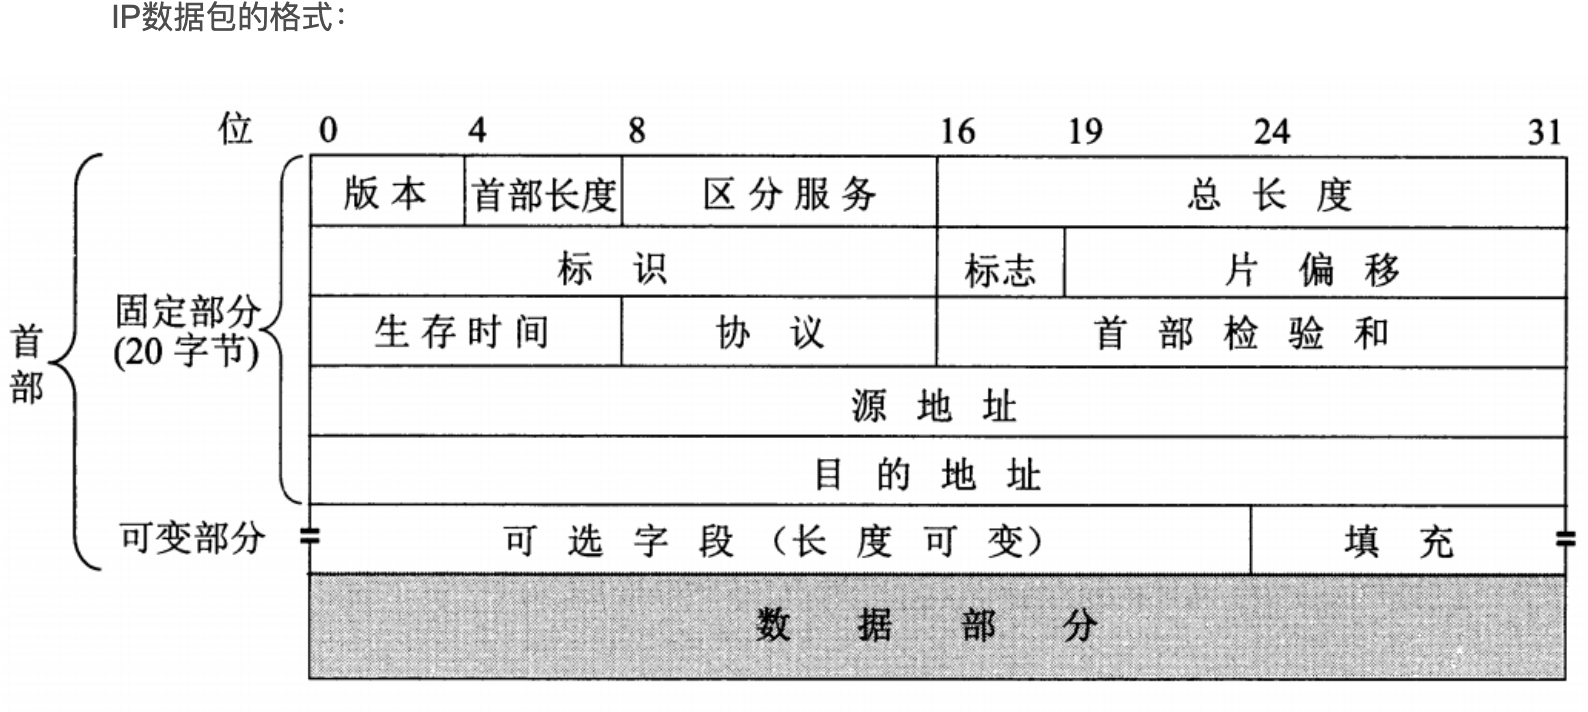 IP数据包的格式：
位 0 4 8 16 19 24 31
版本 首部长度 区分服务 总长度
标识 标志 片偏移
固定部分
(20 字节)
生存时间 协议 首部检验和
首部
源地址
目的地址
可变部分 可选字段（长度可变） 填充
数据部分